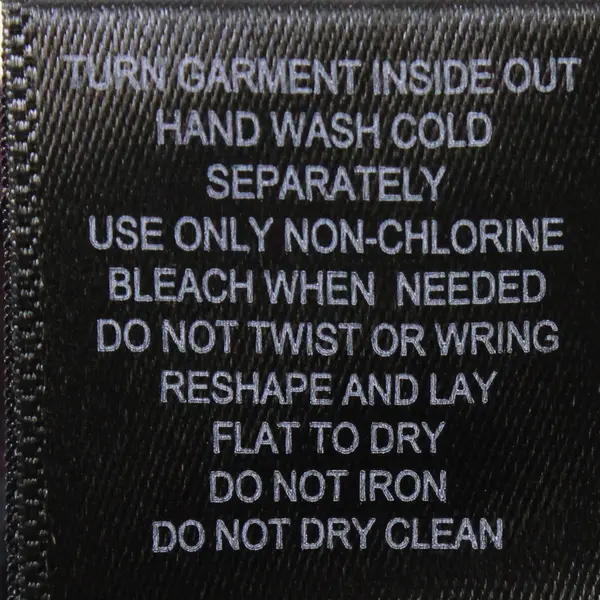 TURN GARMENT INSIDE OUT
HAND WASH COLD
SEPARATELY
USE ONLY NON-CHLORINE
BLEACH WHEN NEEDED
DO NOT TWIST OR WRING
RESHAPE AND LAY
FLAT TO DRY
DO NOT IRON
DO NOT DRY CLEAN